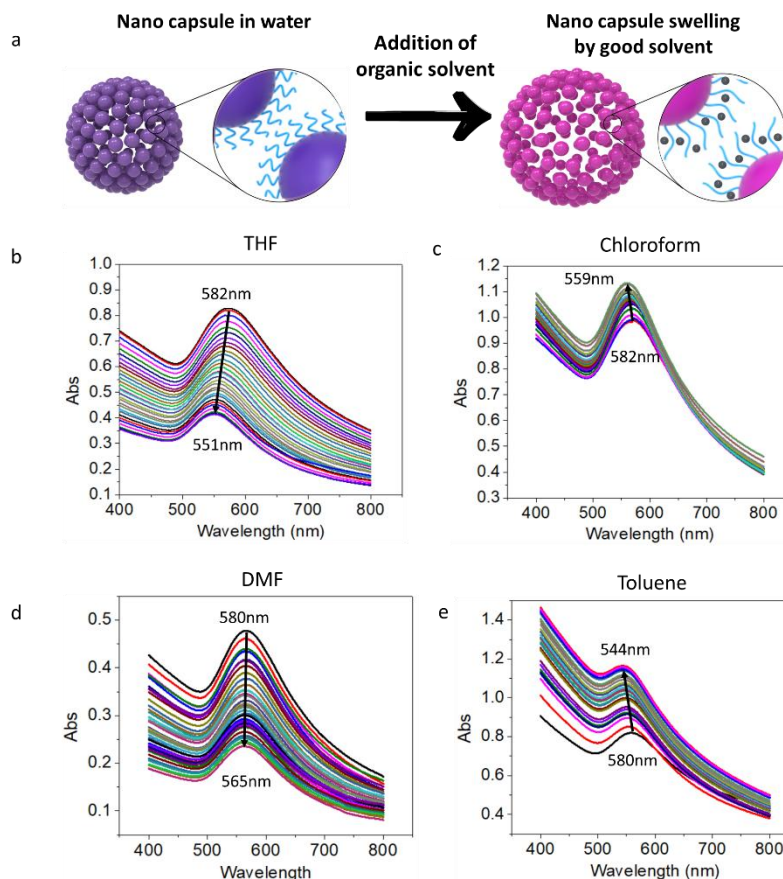 a
Nano capsule in water
Addition of
organic solvent
Nano capsule swelling
by good solvent
b
THF
1.0
0.9
0.8
0.7
0.6
0.5
0.4
0.3
0.2
0.1
Abs
582nm
551nm
400 500 600 700 800
Wavelength (nm)
c
Chloroform
1.2
1.1
1.0
0.9
0.8
0.7
0.6
0.5
0.4
0.3
Abs
559nm
582nm
400 500 600 700 800
Wavelength (nm)
d
DMF
0.5
0.4
0.3
0.2
0.1
Abs
580nm
565nm
400 450 500 550 600 650 700 750 800
Wavelength
e
Toluene
1.4
1.2
1.0
0.8
0.6
0.4
Abs
544nm
580nm
400 500 600 700 800
Wavelength (nm)